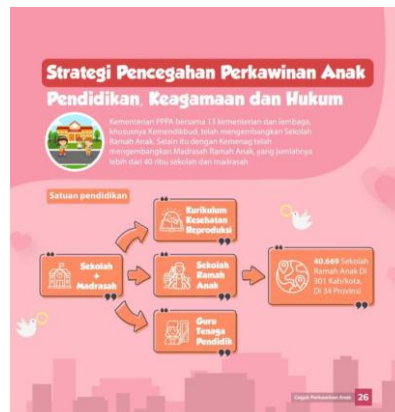 Strategi Pencegahan Perkawinan Anak
Pendidikan, Keagamaan dan Hukum
Kementerian PPPA bersama 13 kementerian dan lembaga,
khususnya Kemendikbud, telah mengembangkan Sekolah
Ramah Anak. Selain itu dengan Kemenag telah
mengembangkan Madrasah Ramah Anak, yang jumlahnya
lebih dari 40 ribu sekolah dan madrasah
Satuan pendidikan
Kurikulum
Kesehatan
Reproduksi
Sekolah
+
Madrasah
Sekolah
Ramah
Anak
40.689 Sekolah
Ramah Anak Di
301 Kab/kota,
Di 34 Provinsi
Guru
Tenaga
Pendidik
Cegah Perkawinan Anak 26